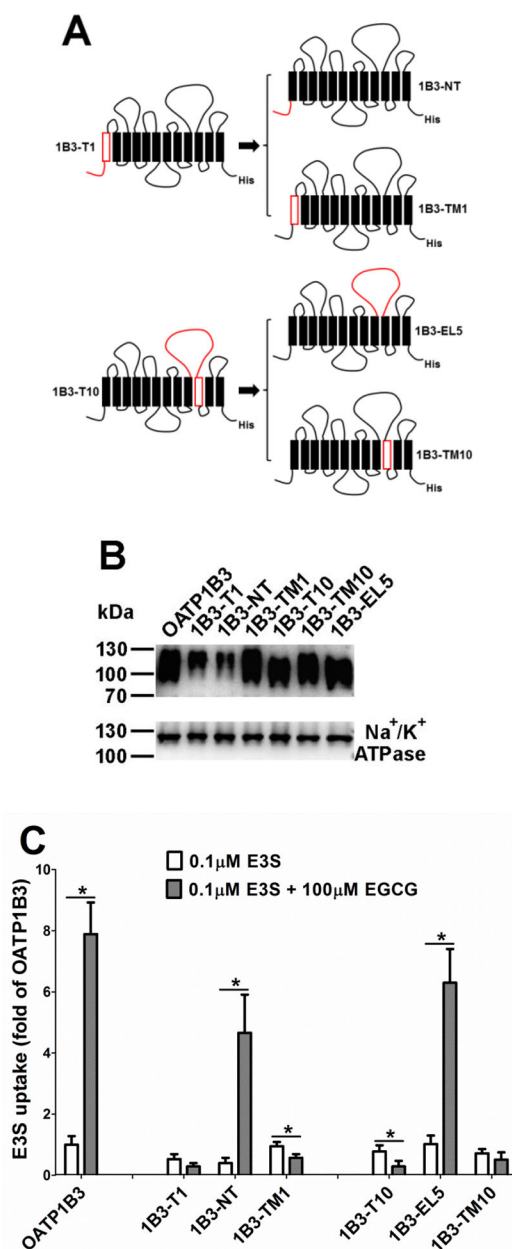 A
1B3-T1
His
1B3-NT
His
1B3-TM1
His
1B3-T10
His
1B3-EL5
His
1B3-TM10
His
B
kDa
OATP1B3
1B3-T1
1B3-NT
1B3-TM1
1B3-T10
1B3-TM10
1B3-EL5
130
100
70
130
100
Na⁺/K⁺
ATPase
C
0.1μM E3S
0.1μM E3S + 100μM EGCG
E3S uptake (fold of OATP1B3)
10
8
6
4
2
0
*
*
*
*
*
OATP1B3
1B3-T1
1B3-NT
1B3-TM1
1B3-T10
1B3-EL5
1B3-TM10